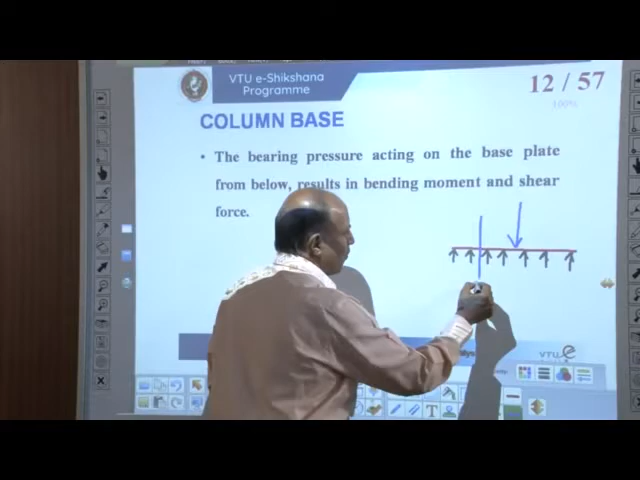 VTU e-Shikshana
Programme
12 / 57
100%
COLUMN BASE
• The bearing pressure acting on the base plate
from below, results in bending moment and shear
force.
VTU e
T